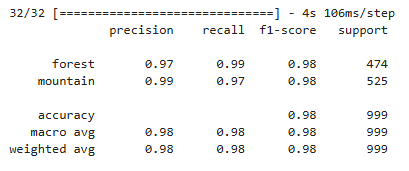 32/32 [==============================] - 4s 106ms/step
precision recall f1-score support
forest 0.97 0.99 0.98 474
mountain 0.99 0.97 0.98 525
accuracy 0.98 999
macro avg 0.98 0.98 0.98 999
weighted avg 0.98 0.98 0.98 999